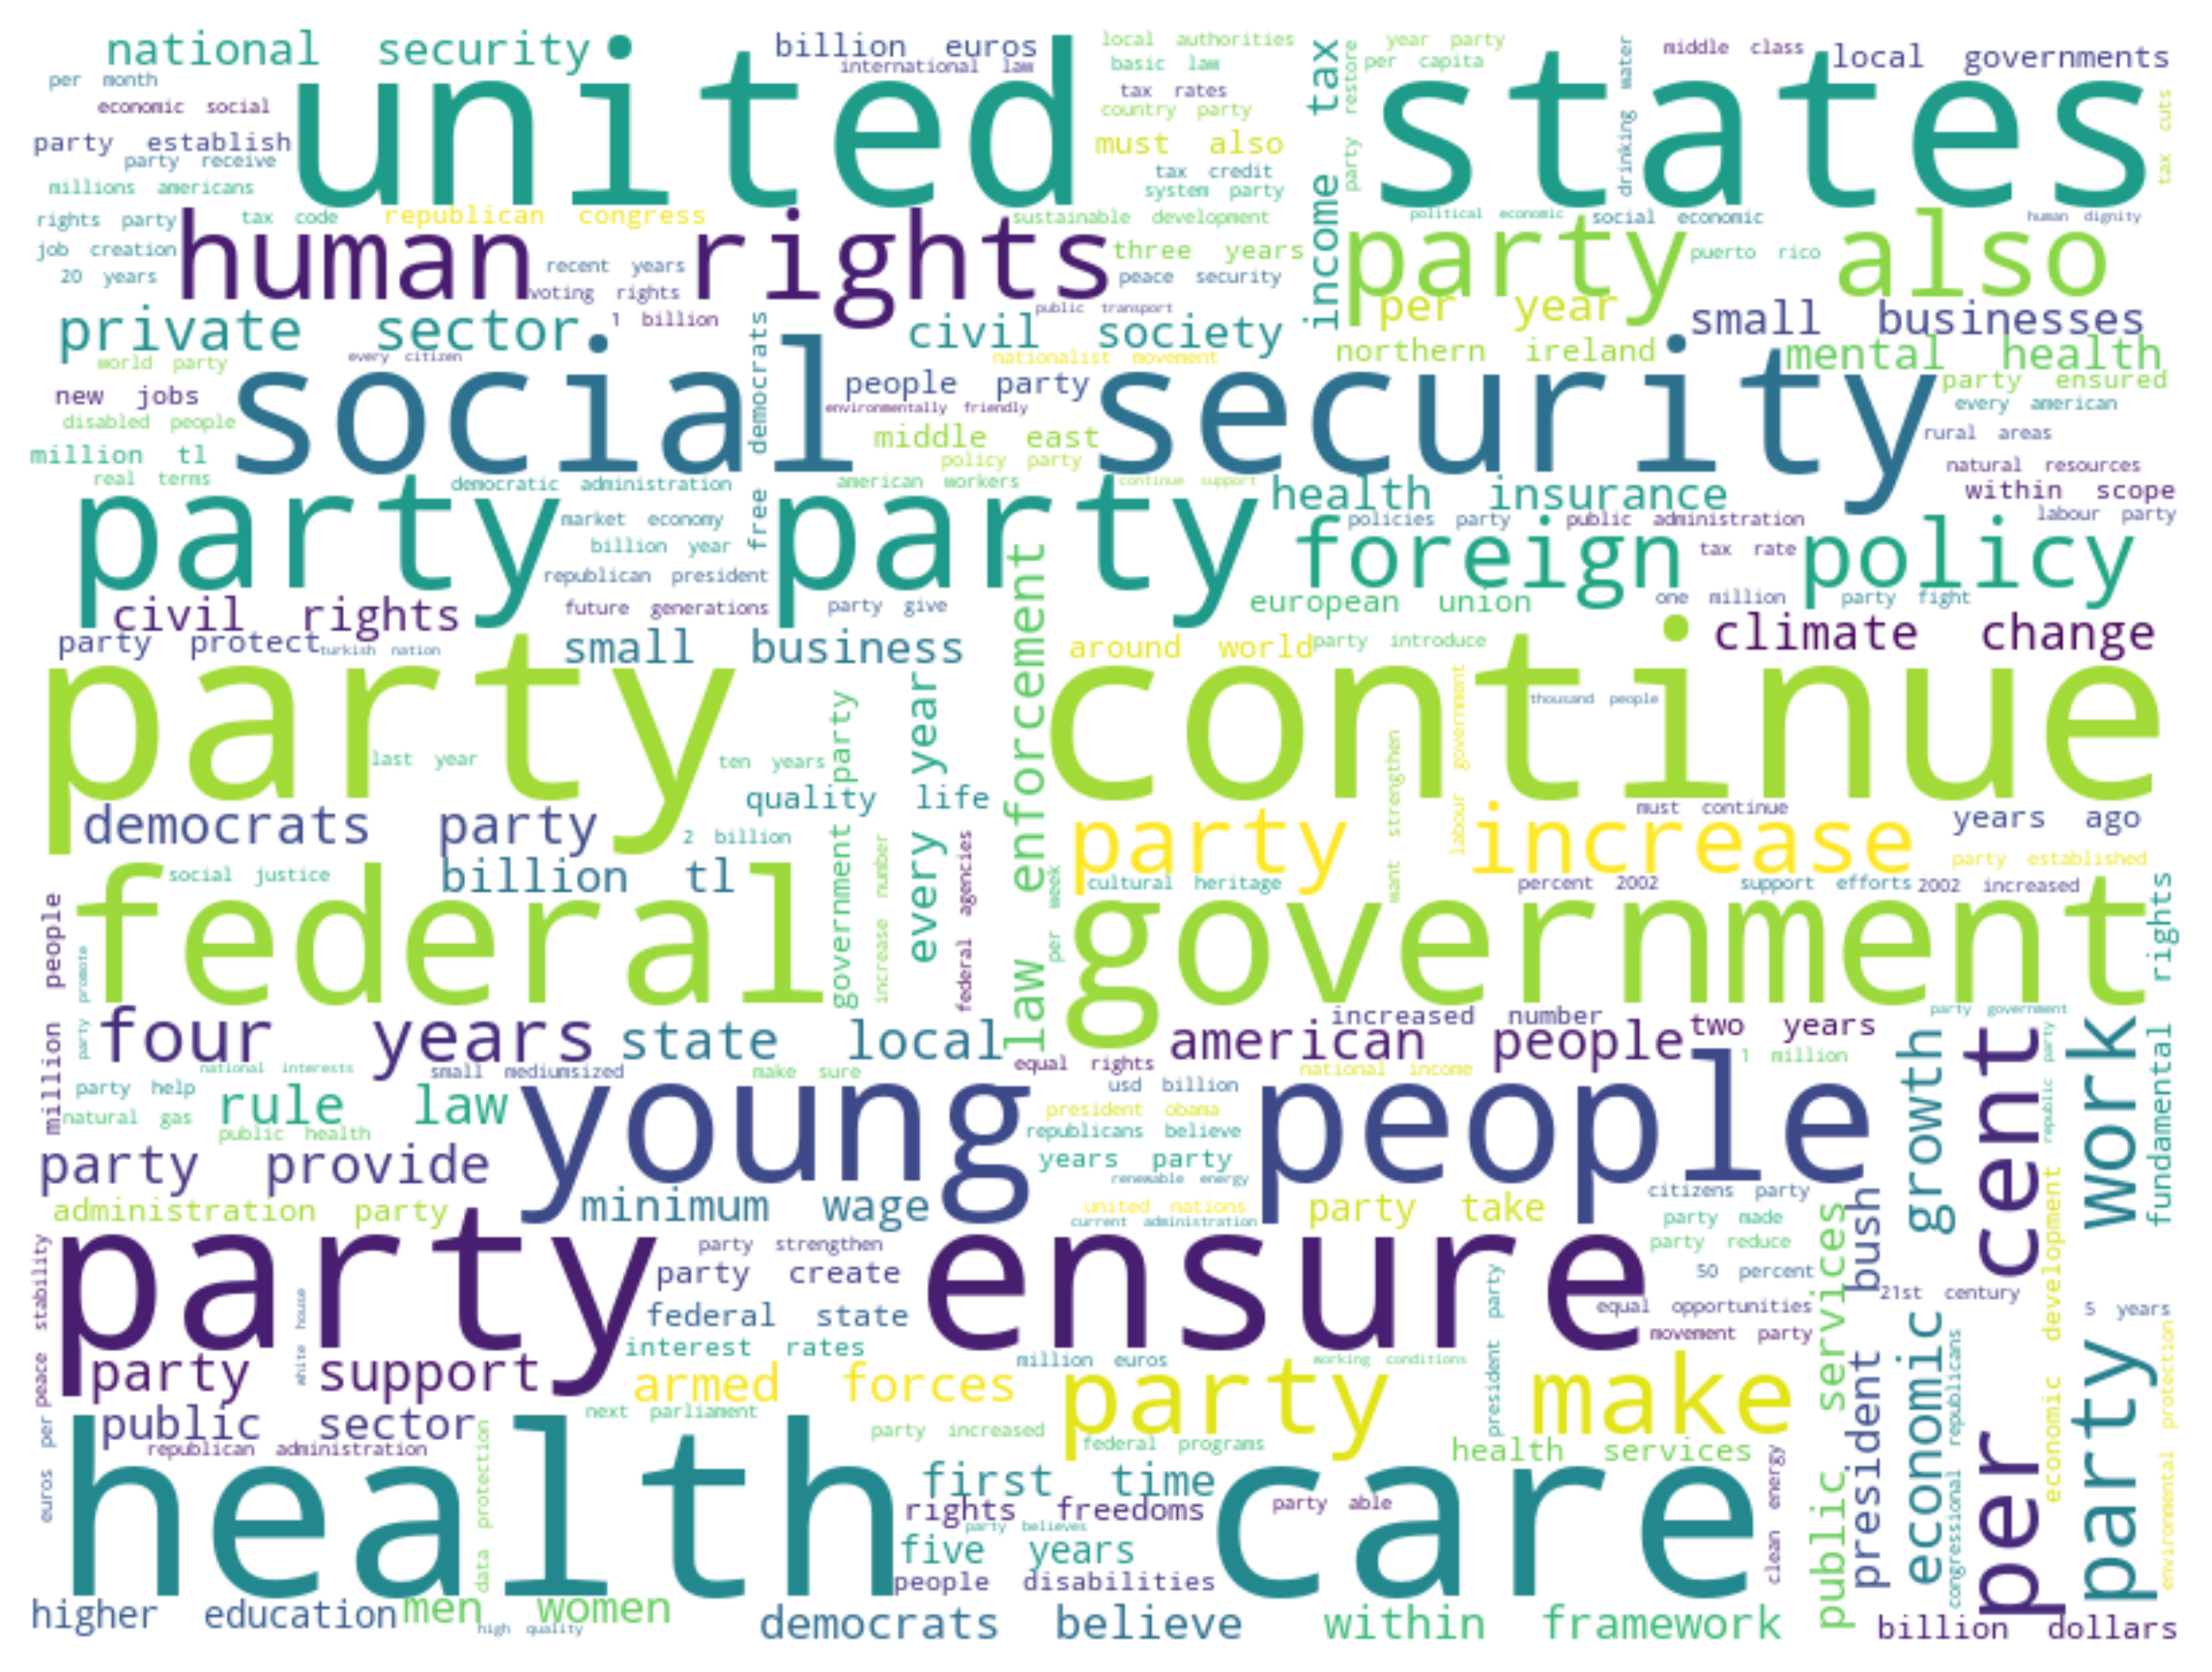 national security
billion euros
international law
local authorities
basic law
tax rates
country party
must also
tax credit
system party
sustainable development
three years
peace security
income tax
party restore
year party
per capita
drinking water
middle class
local governments
tax cuts
per month
economic social
party establish
party receive
millions americans
united states
rights party
tax code
republican congress
job creation
20 years
human rights
recent years
voting rights
1 billion
public transport
political economic
social economic
human dignity
puerto rico
party also
per year
small businesses
private sector
civil society
northern ireland
mental health
world party
every citizen
free democrats
nationalist movement
new jobs
people party
environmentally friendly
party ensured
every american
disabled people
social security
middle east
policy party
rural areas
million tl
real terms
democratic administration
american workers
continue support
health insurance
natural resources
within scope
labour party
party party
market economy
billion year
republican president
future generations
party give
policies party
public administration
foreign policy
tax rate
civil rights
european union
one million
party fight
party protect
turkish nation
small business
law enforcement
around world
party introduce
climate change
party continue
thousand people
last year
ten years
government party
every year
quality life
labour government
want strengthen
must continue
democrats party
2 billion
party increase
years ago
party established
billion tl
social justice
increase number
federal agencies
per week
cultural heritage
percent 2002
support efforts
2002 increased
federal government
million people
party promote
fundamental rights
four years
state local
increased number
american people
two years
party government
national interests
small mediumsized
make sure
equal rights
national income
1 million
party help
natural gas
rule law
public health
young people
usd billion
president obama
republicans believe
years party
renewable energy
economic growth
per cent
republic party
party work
party provide
administration party
minimum wage
united nations
current administration
party take
citizens party
party made
party reduce
50 percent
public services
president bush
economic development
21st century
5 years
peace stability
party ensure
party strengthen
party create
federal state
interest rates
white house
president party
equal opportunities
movement party
party support
armed forces
million euros
working conditions
party make
congressional republicans
environmental protection
public sector
republican administration
next parliament
party increased
federal programs
health services
euros per
data protection
health care
first time
rights freedoms
party able
party believes
five years
people disabilities
clean energy
higher education
men women
high quality
democrats believe
within framework
billion dollars